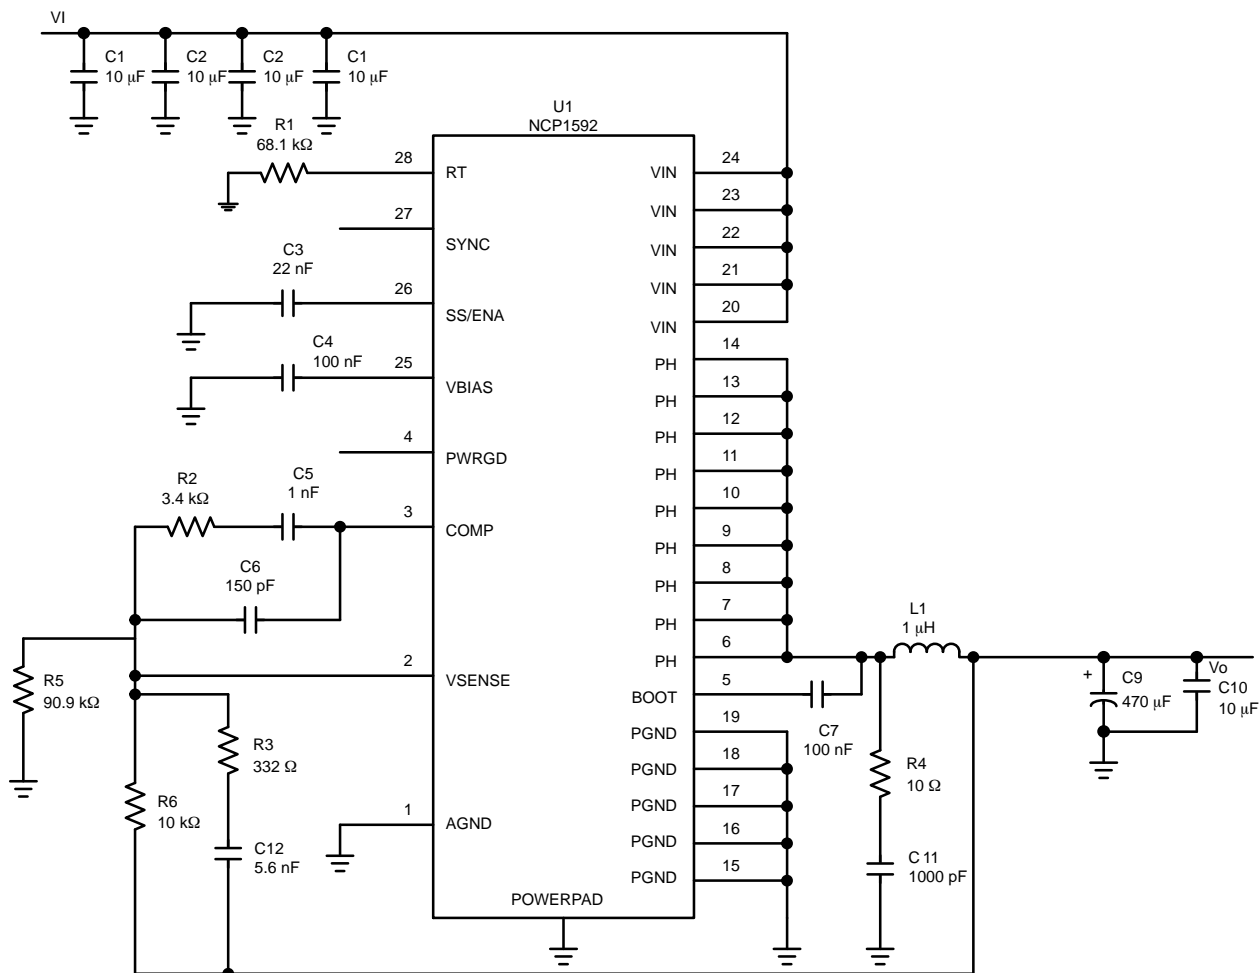 VI
C1
10 μF
C2
10 μF
C2
10 μF
C1
10 μF
U1
NCP1592
R1
68.1 kΩ
28
RT
27
SYNC
C3
22 nF
26
SS/ENA
C4
100 nF
25
VBIAS
4
PWRGD
R2
3.4 kΩ
C5
1 nF
3
COMP
C6
150 pF
2
VSENSE
R5
90.9 kΩ
R3
332 Ω
R6
10 kΩ
C12
5.6 nF
1
AGND
POWERPAD
24
VIN
23
VIN
22
VIN
21
VIN
20
VIN
14
PH
13
PH
12
PH
11
PH
10
PH
9
PH
8
PH
7
PH
6
PH
5
BOOT
19
PGND
18
PGND
17
PGND
16
PGND
15
PGND
L1
1 μH
C7
100 nF
R4
10 Ω
C 11
1000 pF
+
C9
470 μF
Vo
C10
10 μF